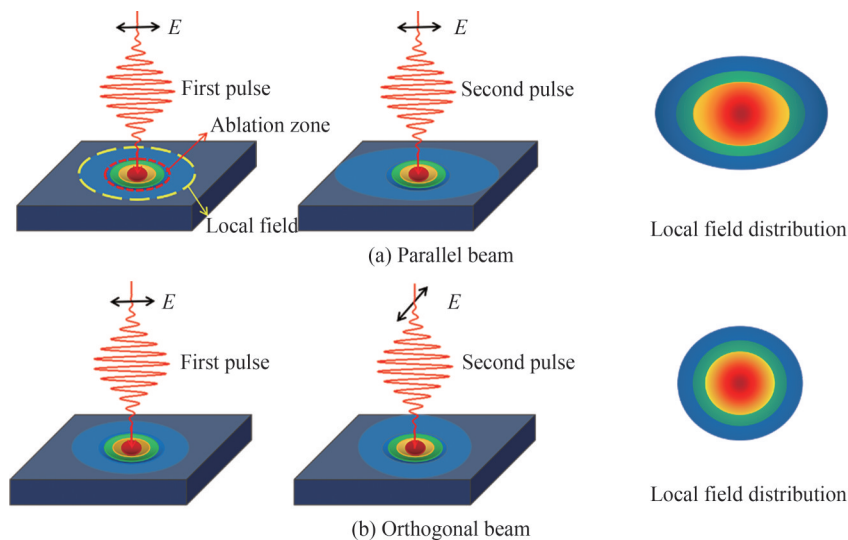 E
E
First pulse
Second pulse
Ablation zone
Local field
Local field distribution
(a) Parallel beam
E
E
First pulse
Second pulse
Local field distribution
(b) Orthogonal beam